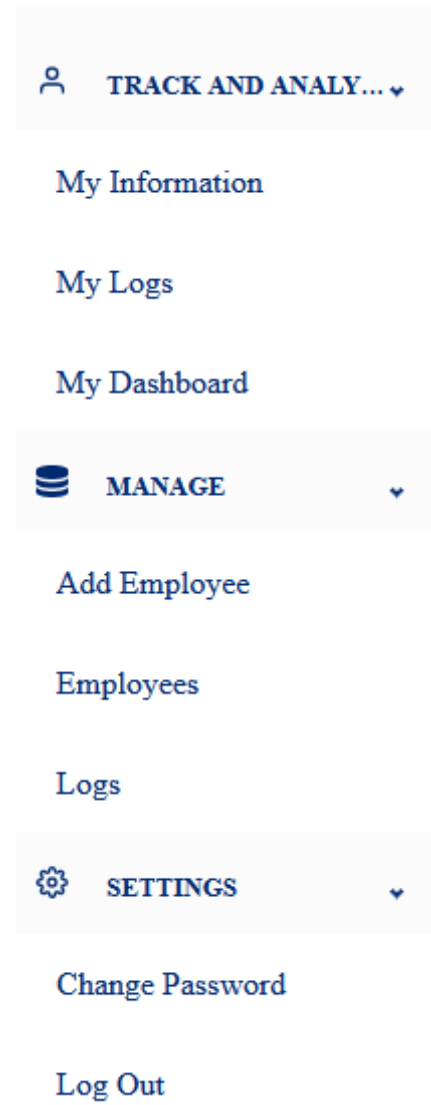 TRACK AND ANALY...
My Information
My Logs
My Dashboard
MANAGE
Add Employee
Employees
Logs
SETTINGS
Change Password
Log Out